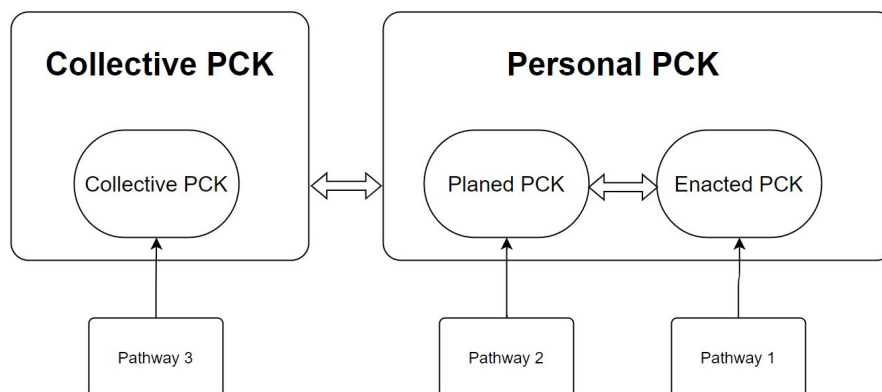 Collective PCK
Personal PCK
Collective PCK
Planed PCK
Enacted PCK
Pathway 3
Pathway 2
Pathway 1